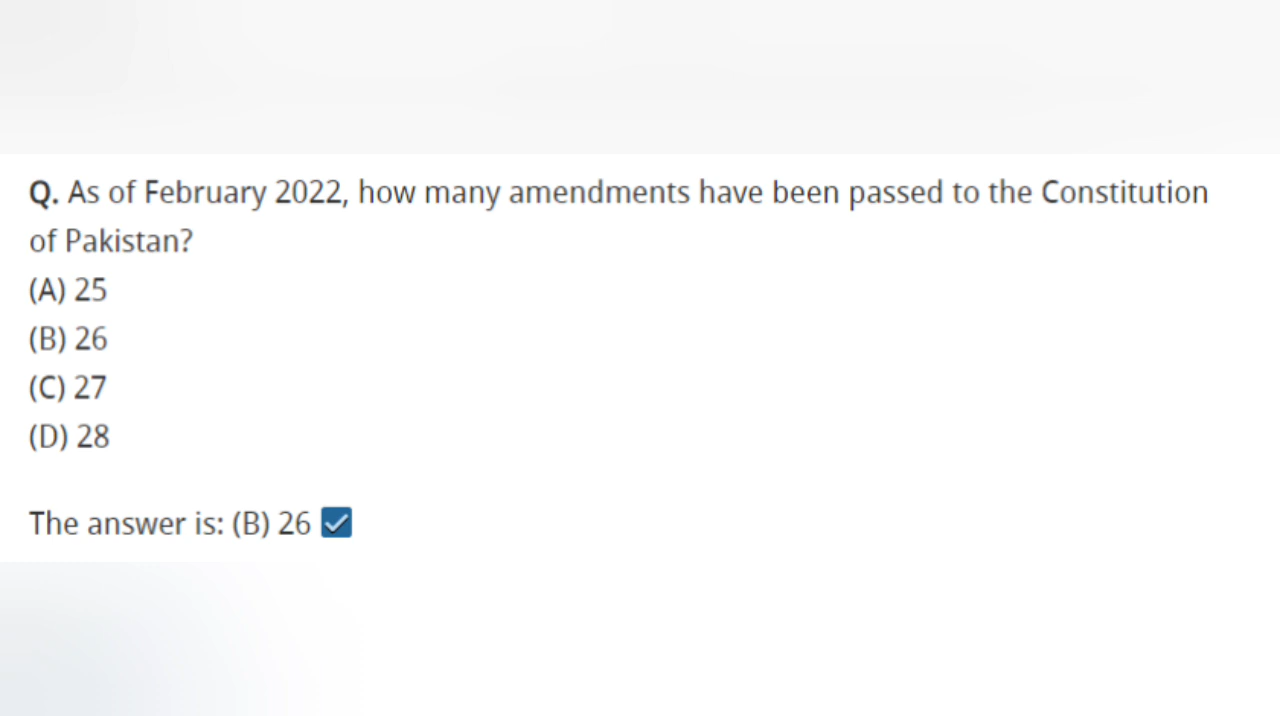 Q. As of February 2022, how many amendments have been passed to the Constitution
of Pakistan?
(A) 25
(B) 26
(C) 27
(D) 28
The answer is: (B) 26 ☑